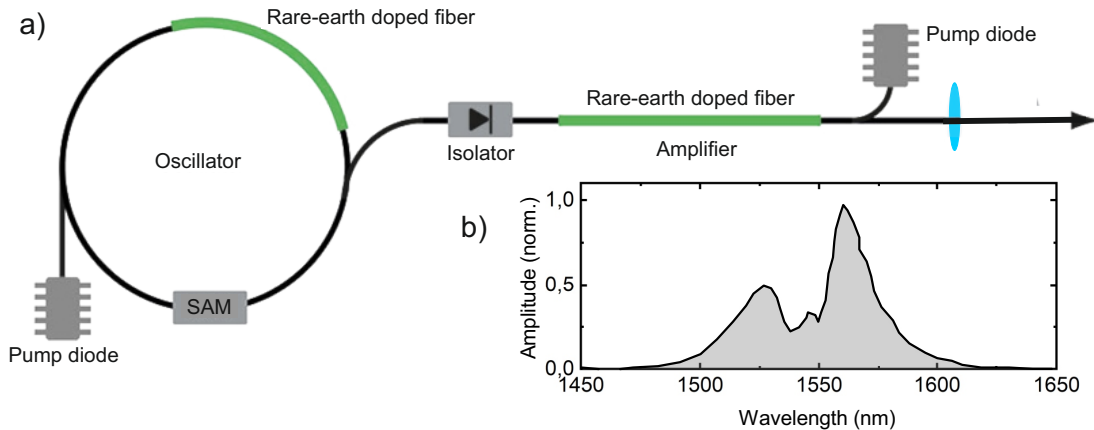 a)
Rare-earth doped fiber
Pump diode
Rare-earth doped fiber
Oscillator
Isolator
Amplifier
SAM
Pump diode
b)
1,0
0,5
0,0
Amplitude (norm.)
1450
1500
1550
1600
1650
Wavelength (nm)